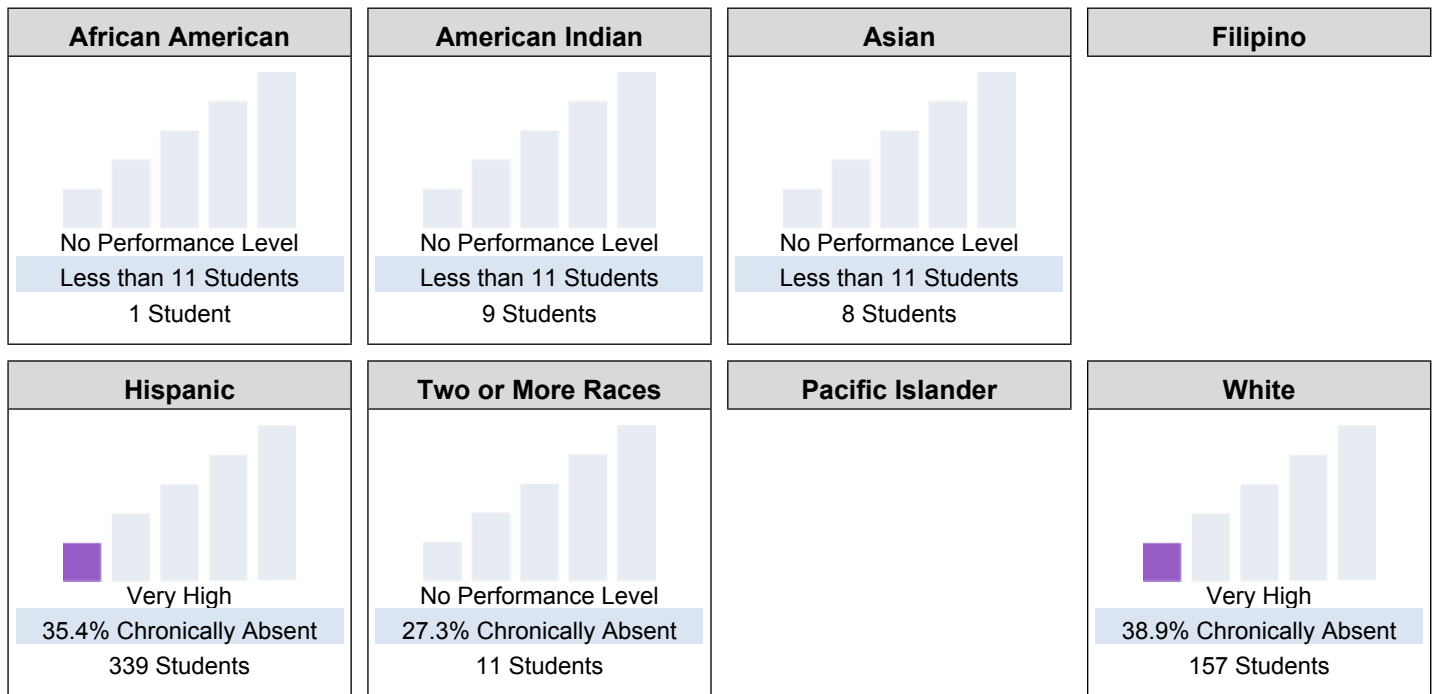 African American
No Performance Level
Less than 11 Students
1 Student
American Indian
No Performance Level
Less than 11 Students
9 Students
Asian
No Performance Level
Less than 11 Students
8 Students
Filipino
Hispanic
Very High
35.4% Chronically Absent
339 Students
Two or More Races
No Performance Level
27.3% Chronically Absent
11 Students
Pacific Islander
White
Very High
38.9% Chronically Absent
157 Students